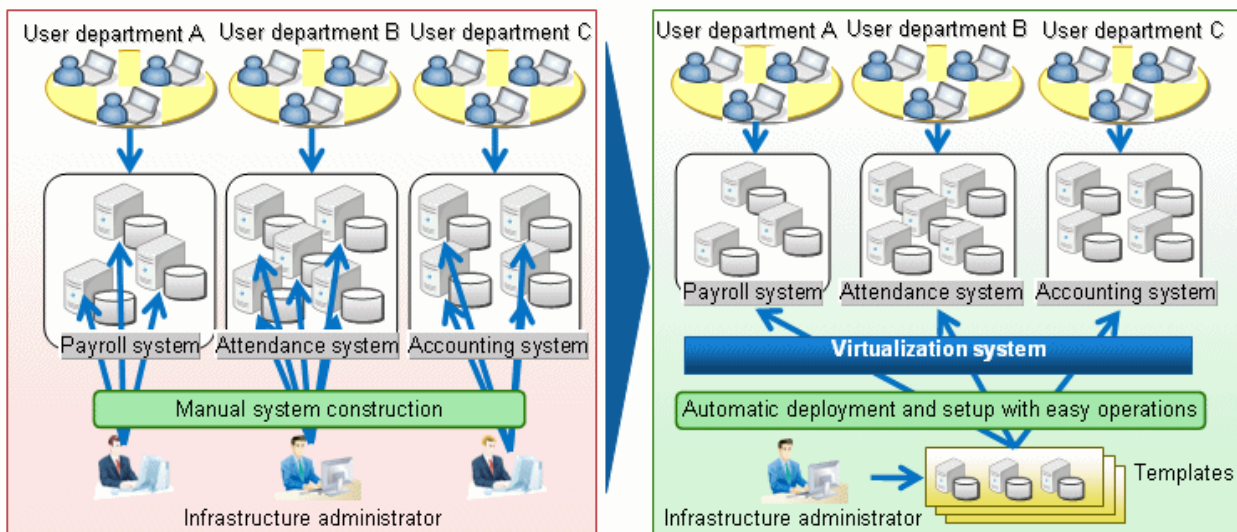 User department A
User department B
User department C
Payroll system
Attendance system
Accounting system
Manual system construction
Infrastructure administrator
User department A
User department B
User department C
Payroll system
Attendance system
Accounting system
Virtualization system
Automatic deployment and setup with easy operations
Templates
Infrastructure administrator